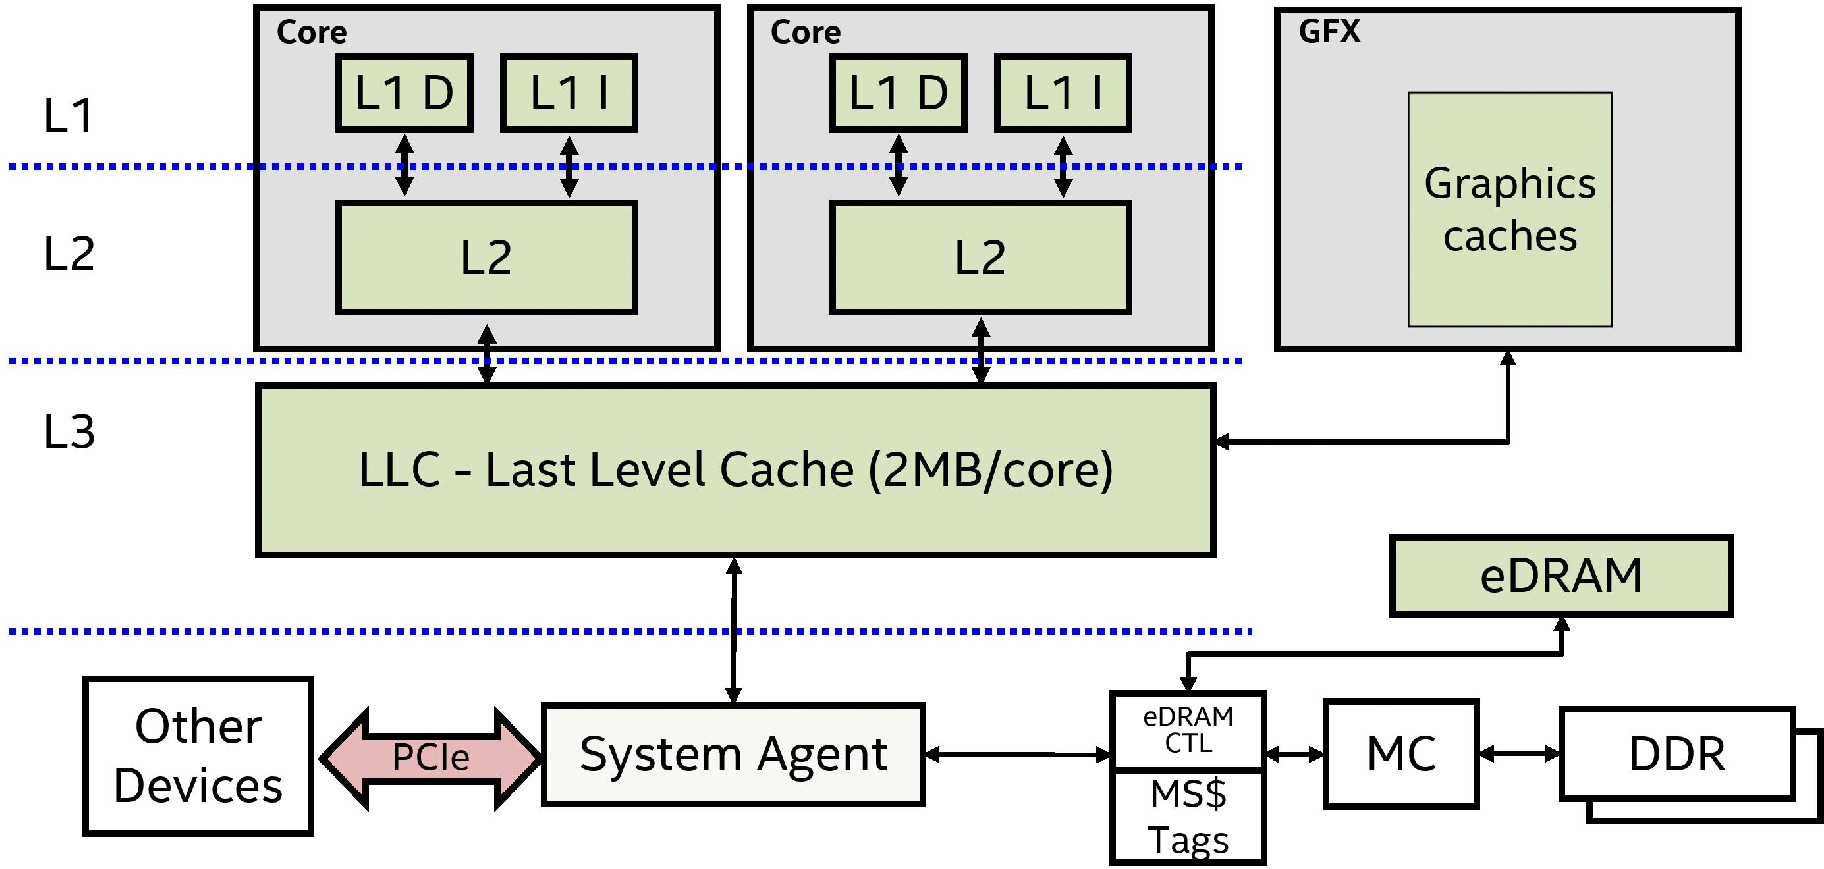 Core
Core
GFX
L1 D
L1 I
L1 D
L1 I
L1
Graphics
caches
L2
L2
L2
L3
LLC - Last Level Cache (2MB/core)
eDRAM
Other
Devices
PCIe
System Agent
eDRAM
CTL
MS$
Tags
MC
DDR